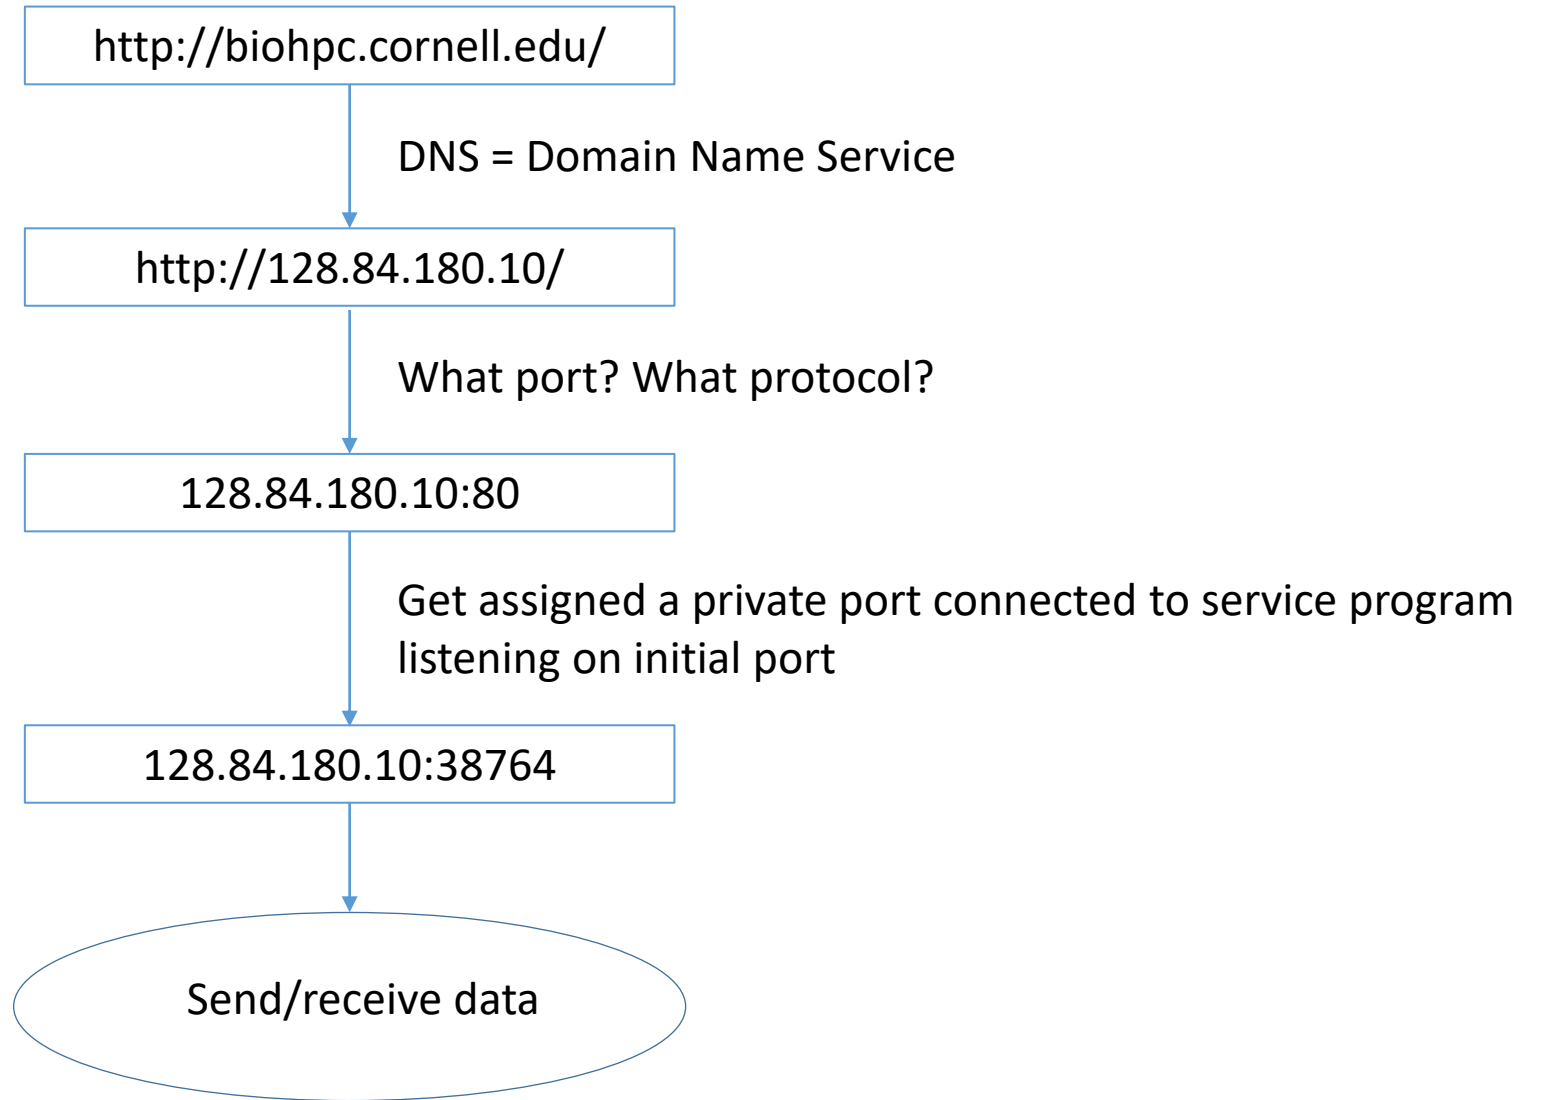 http://biohpc.cornell.edu/
DNS = Domain Name Service
http://128.84.180.10/
What port? What protocol?
128.84.180.10:80
Get assigned a private port connected to service program
listening on initial port
128.84.180.10:38764
Send/receive data